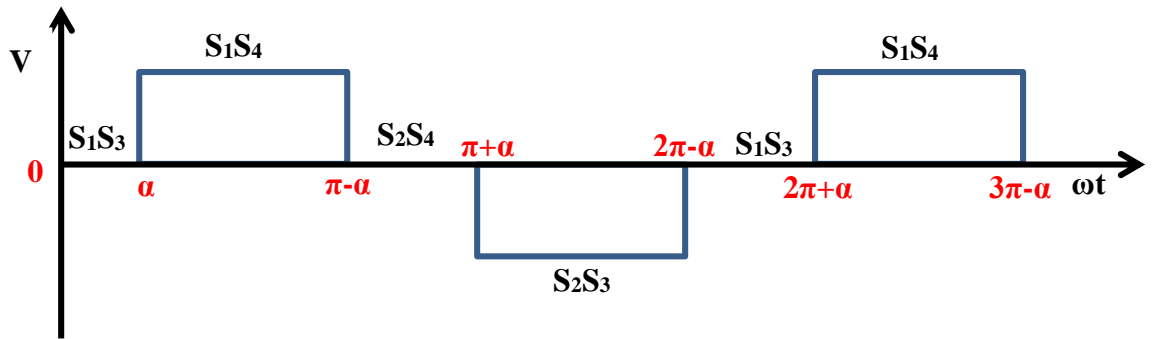 S₁S₄
S₁S₄
V
S₁S₃
S₂S₄
π+α
2π-α
S₁S₃
0
α
π-α
2π+α
3π-α
ωt
S₂S₃